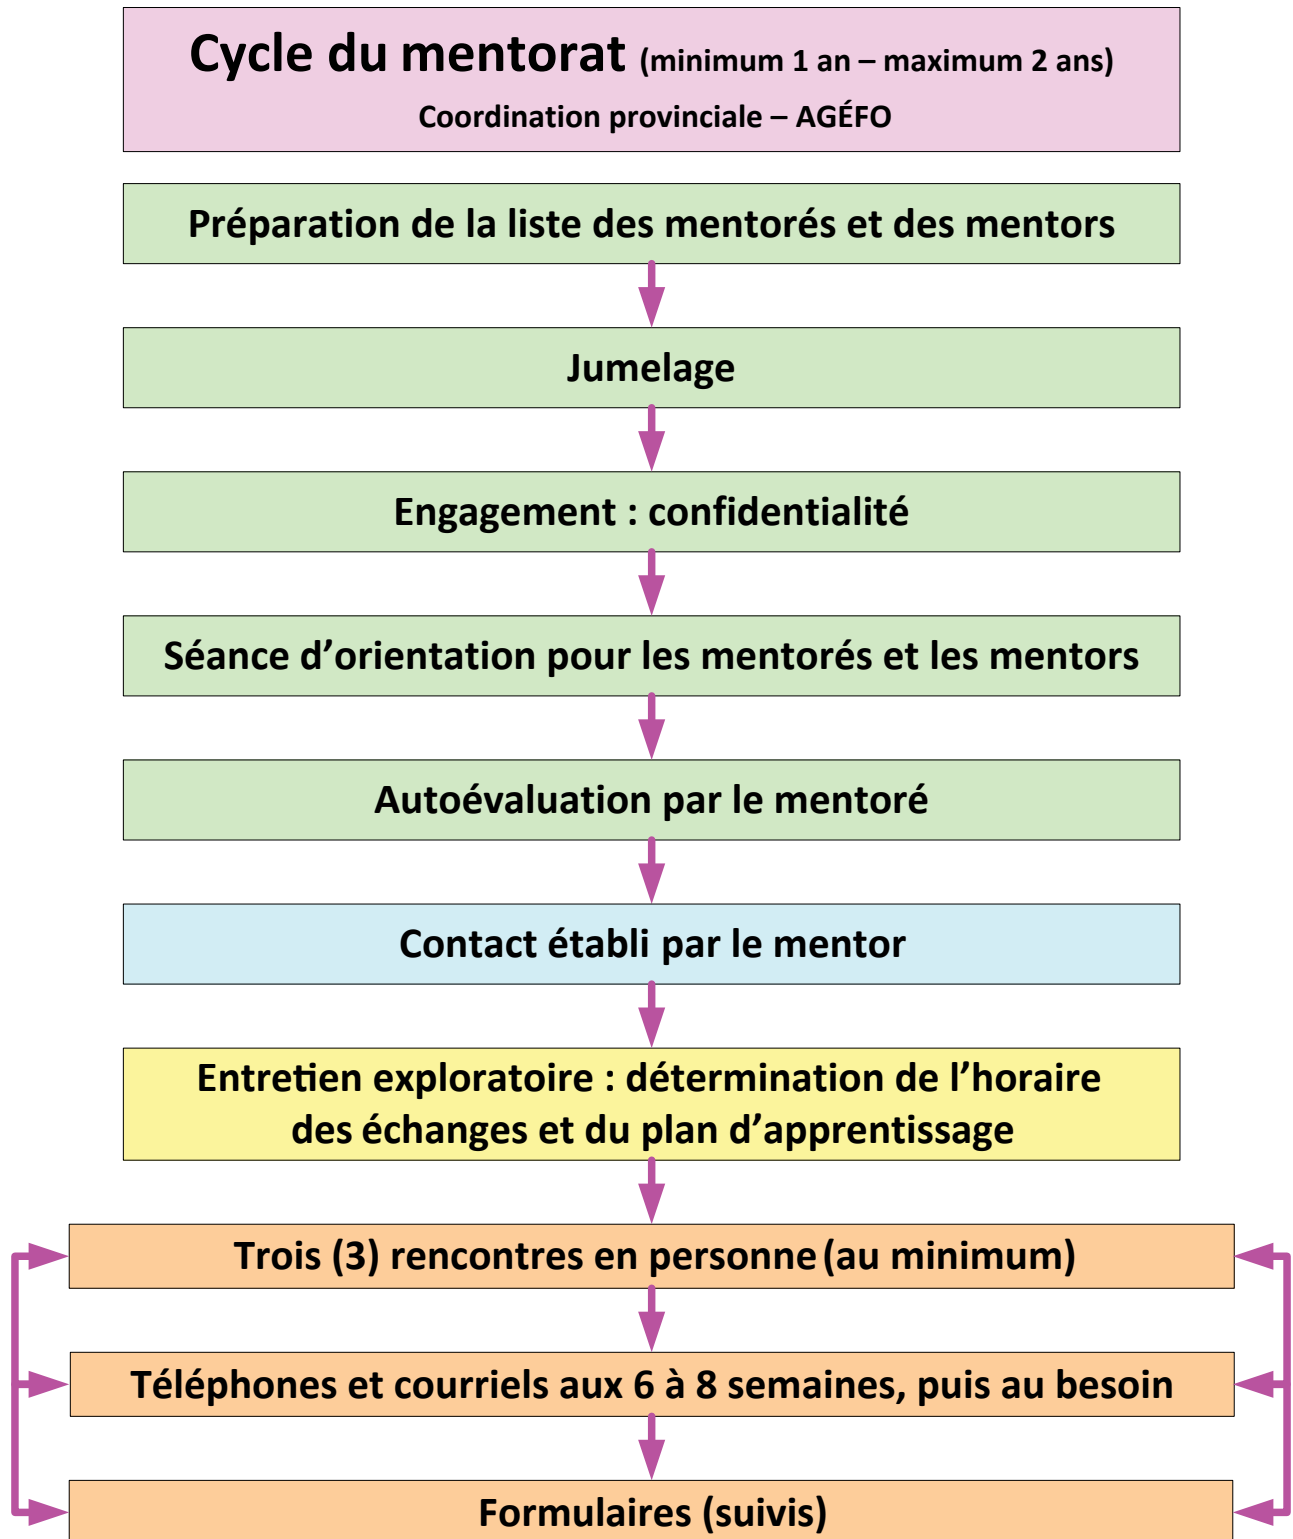 Cycle du mentorat (minimum 1 an – maximum 2 ans)
Coordination provinciale – AGÉFO
Préparation de la liste des mentorés et des mentors
Jumelage
Engagement : confidentialité
Séance d’orientation pour les mentorés et les mentors
Autoévaluation par le mentoré
Contact établi par le mentor
Entretien exploratoire : détermination de l’horaire
des échanges et du plan d’apprentissage
Trois (3) rencontres en personne (au minimum)
Téléphones et courriels aux 6 à 8 semaines, puis au besoin
Formulaires (suivis)